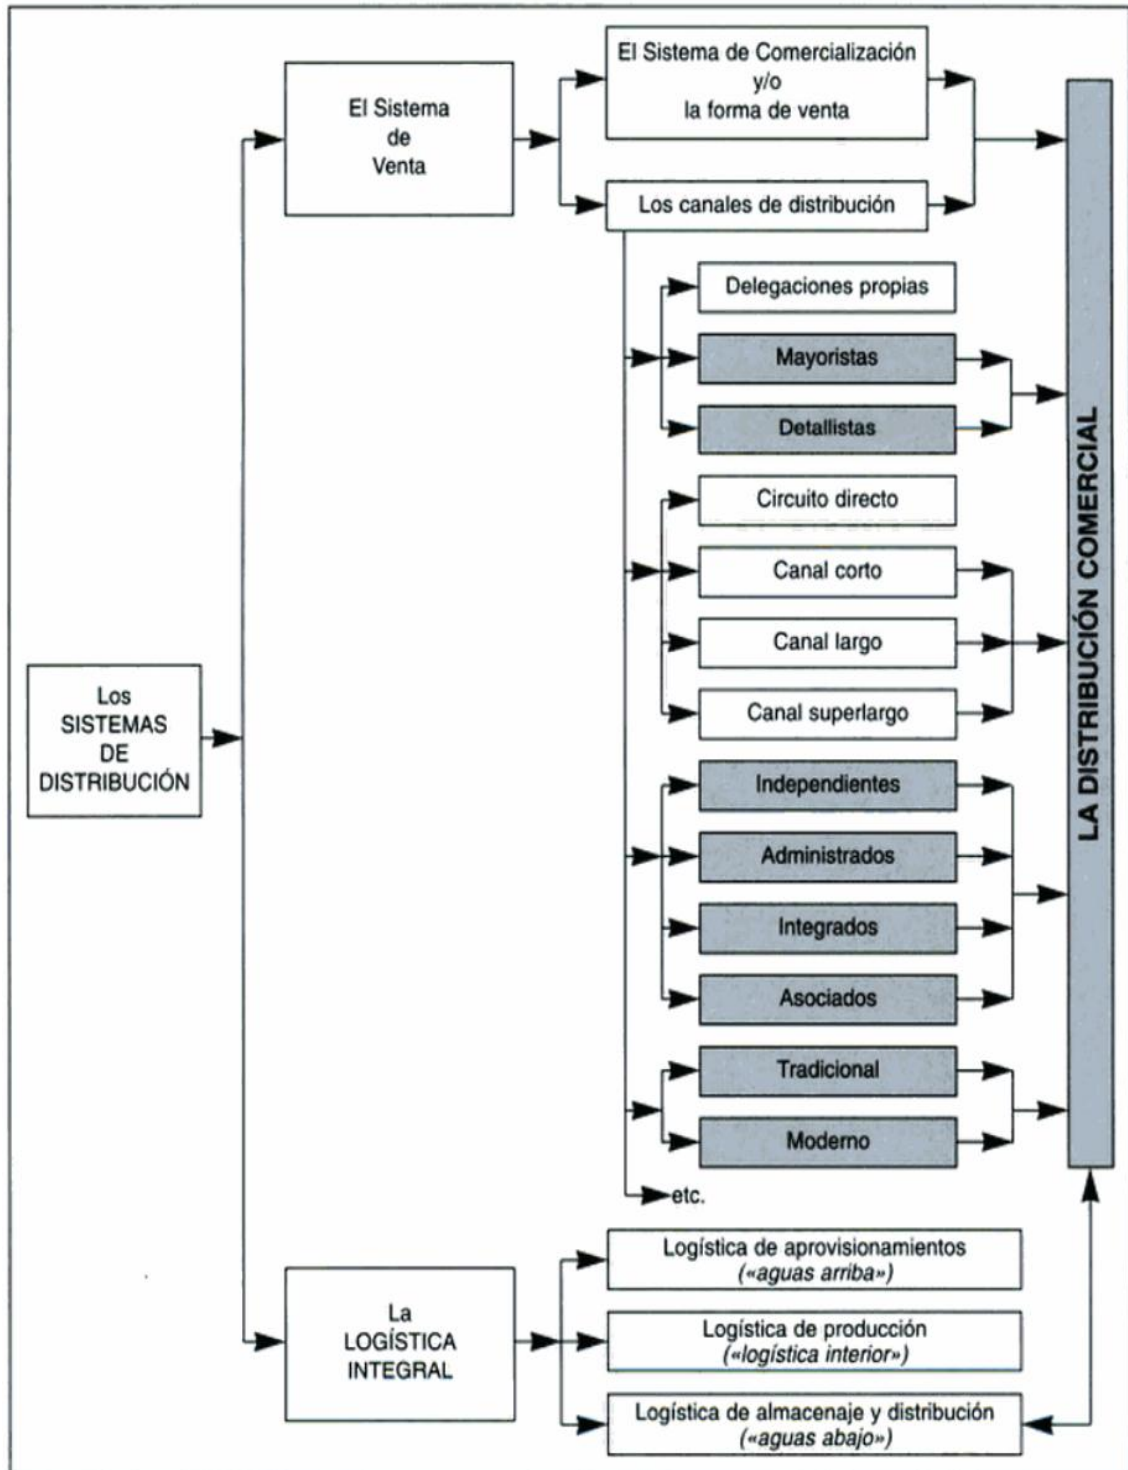 El Sistema de Comercialización
y/o
la forma de venta
El Sistema
de
Venta
Los canales de distribución
Delegaciones propias
Mayoristas
Detallistas
Circuito directo
Canal corto
Canal largo
Canal superlargo
Los
SISTEMAS
DE
DISTRIBUCIÓN
Independientes
Administrados
Integrados
Asociados
Tradicional
Moderno
etc.
LA DISTRIBUCIÓN COMERCIAL
La
LOGÍSTICA
INTEGRAL
Logística de aprovisionamientos
(«aguas arriba»)
Logística de producción
(«logística interior»)
Logística de almacenaje y distribución
(«aguas abajo»)